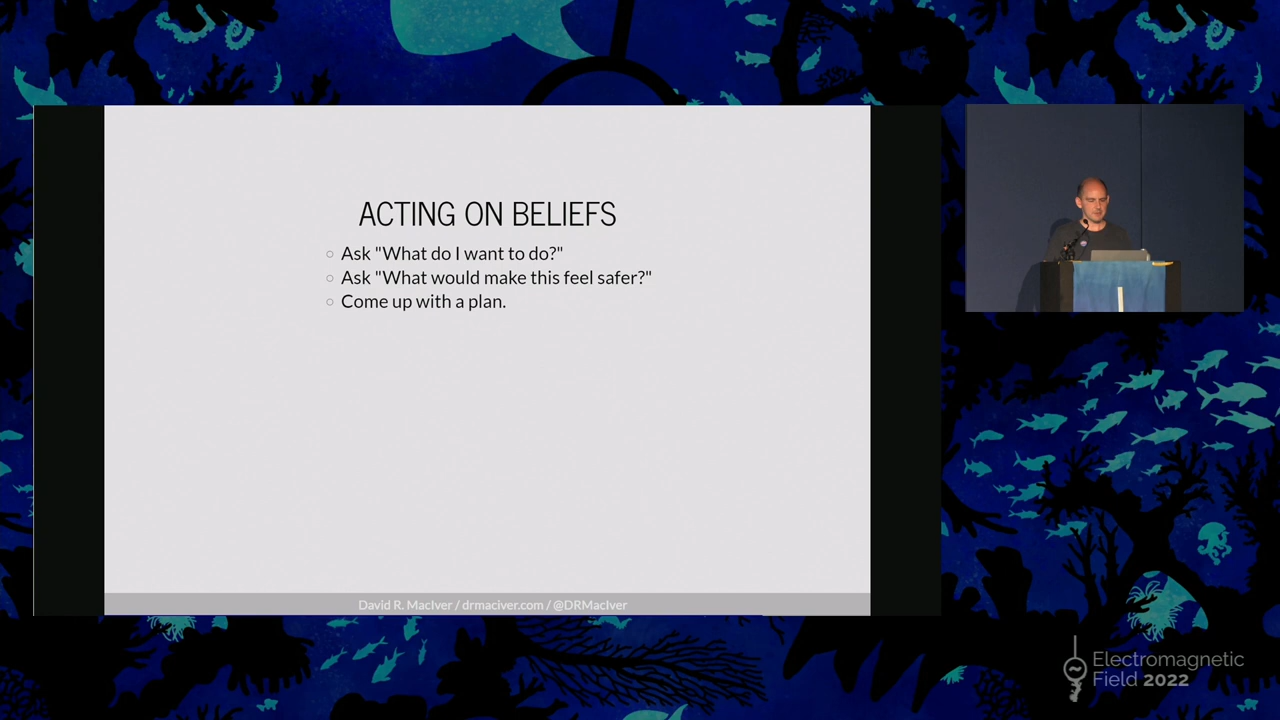 ACTING ON BELIEFS
Ask "What do I want to do?"
Ask "What would make this feel safer?"
Come up with a plan.
David R. MacIver / drmaciver.com / @DRMacIver
Electromagnetic
Field 2022